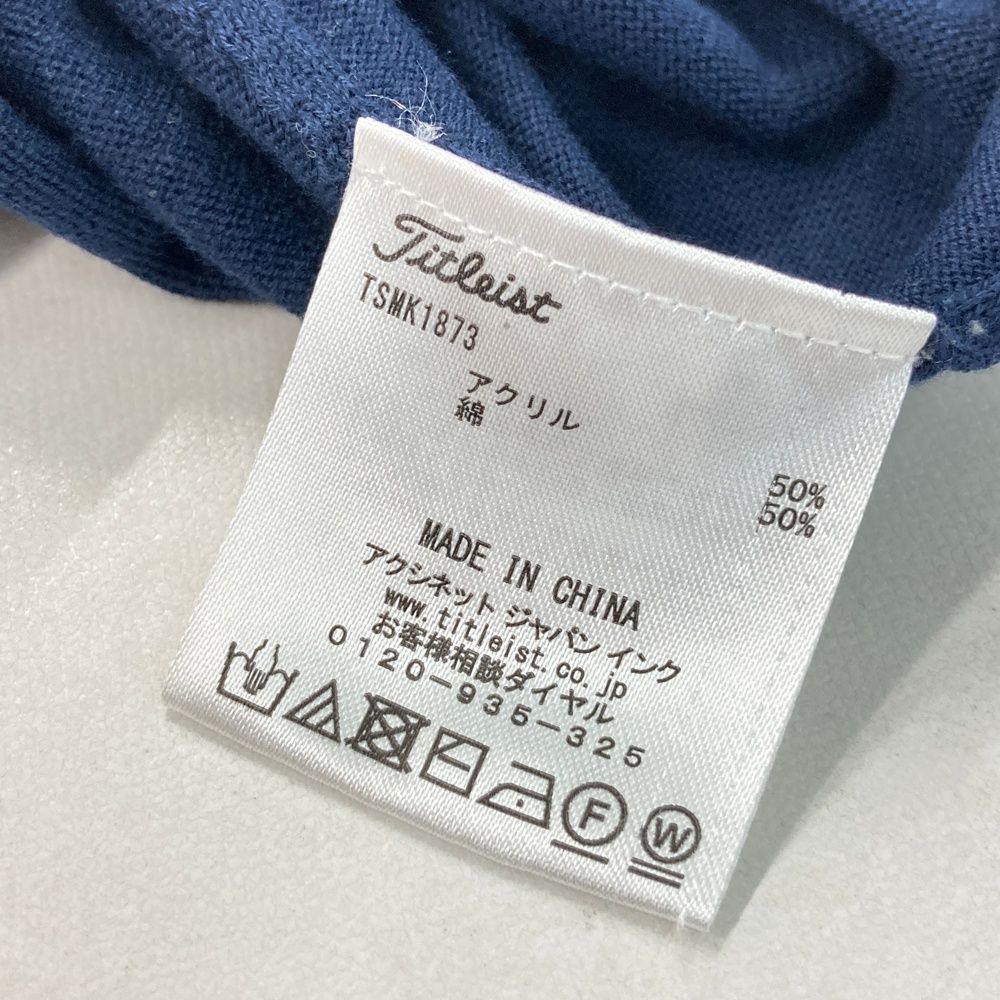 Titleist
TSMK1873
アクリル 50%
綿 50%
MADE IN CHINA
アクシネット ジャパン インク
www.titleist.co.jp
お客様相談ダイヤル
0120-935-325
F W